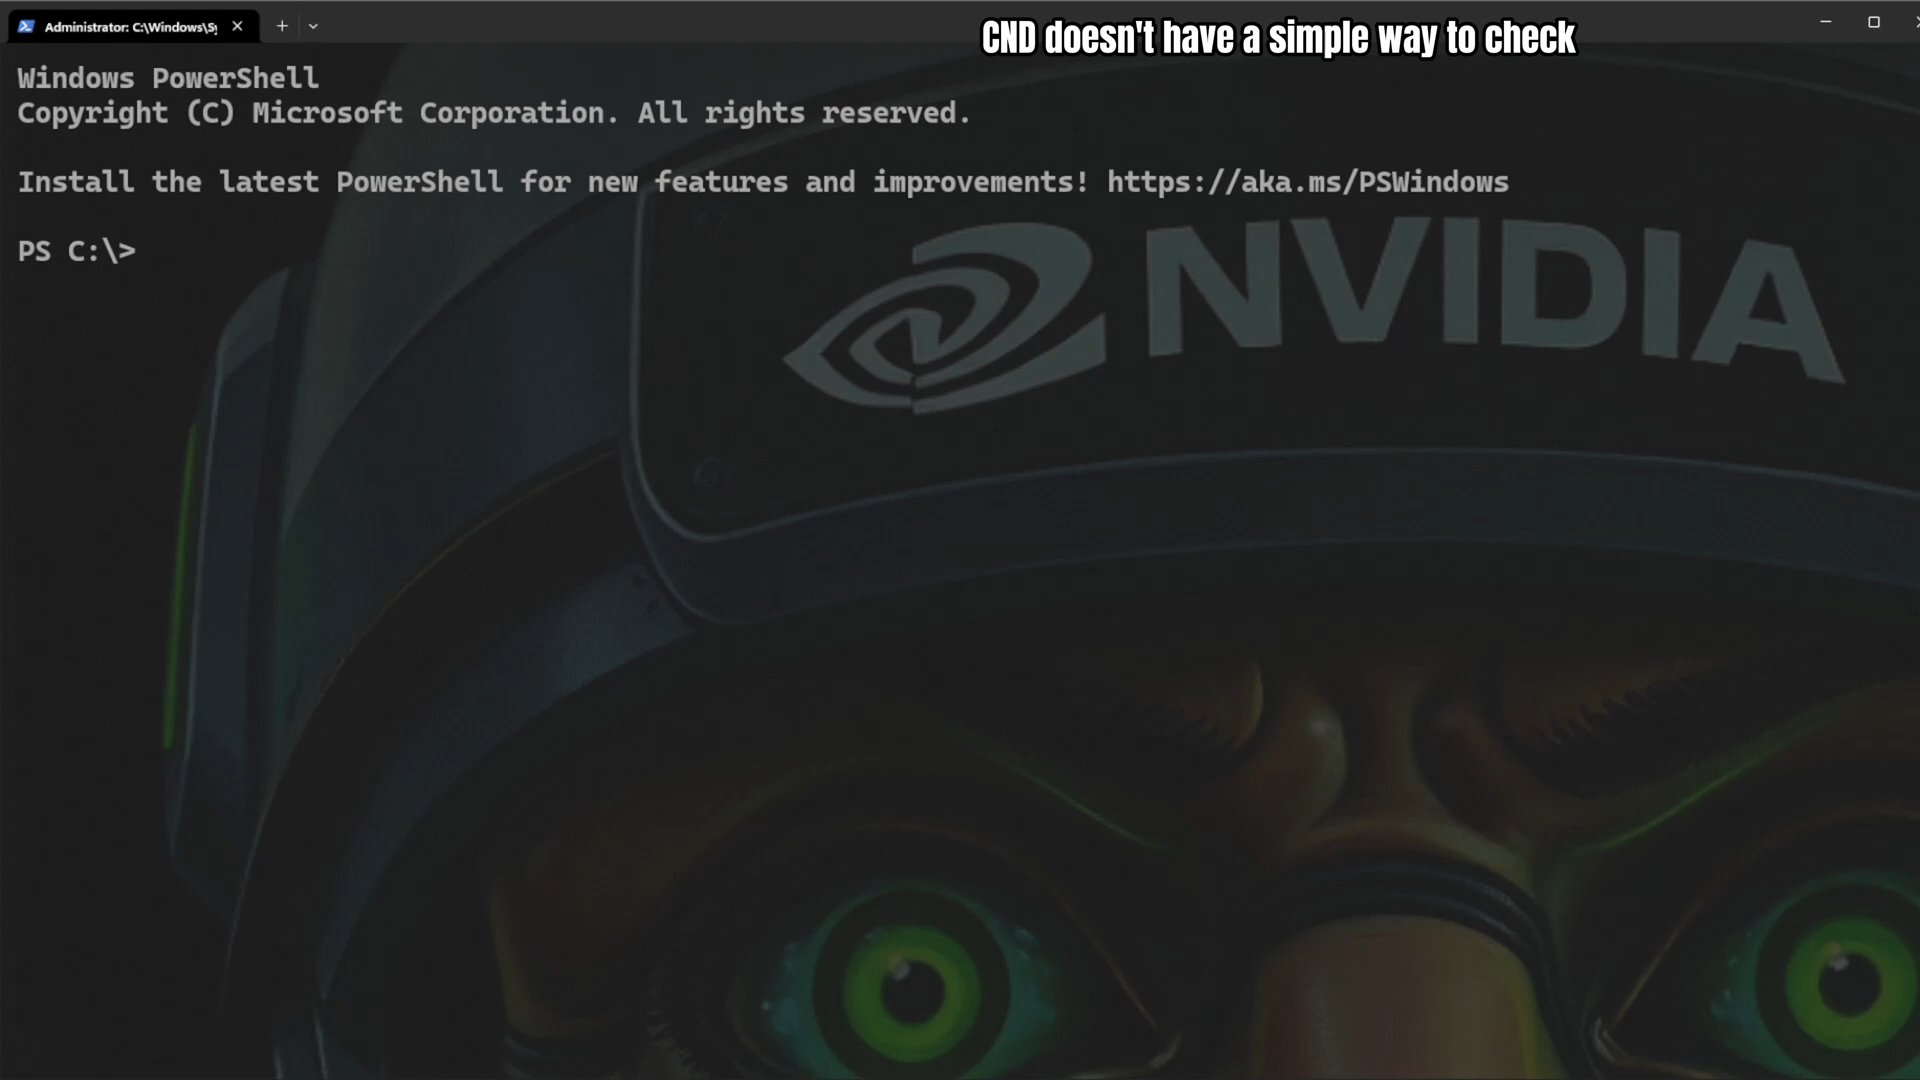 Administrator: C:\Windows\Sy
CND doesn't have a simple way to check
Windows PowerShell
Copyright (C) Microsoft Corporation. All rights reserved.
Install the latest PowerShell for new features and improvements! https://aka.ms/PSWindows
PS C:\>
NVIDIA